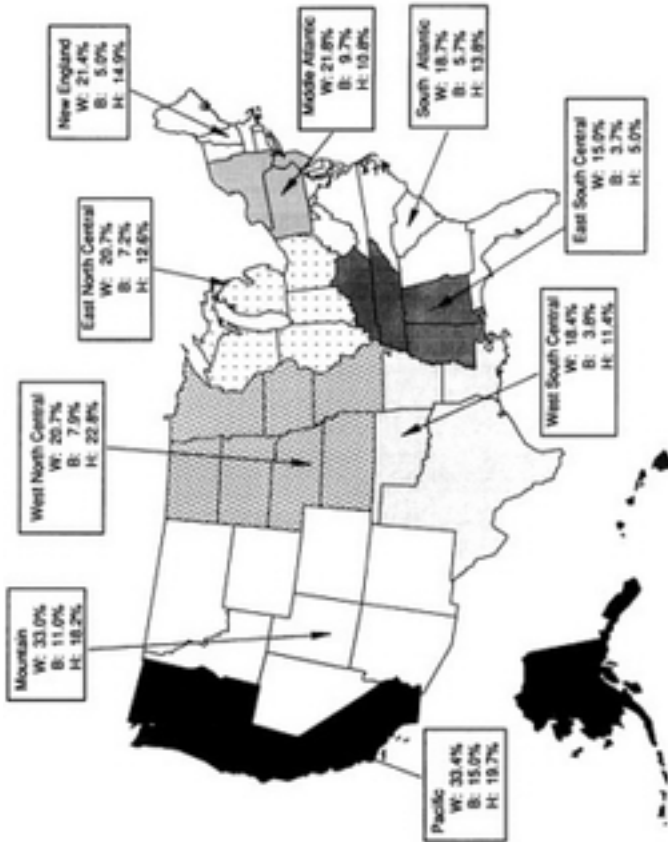 New England
W: 21.4%
B: 5.0%
H: 14.9%
Middle Atlantic
W: 21.8%
B: 9.7%
H: 10.8%
South Atlantic
W: 18.7%
B: 5.7%
H: 13.8%
East South Central
W: 15.0%
B: 3.7%
H: 5.0%
East North Central
W: 20.7%
B: 7.2%
H: 12.6%
West South Central
W: 18.4%
B: 3.8%
H: 11.4%
West North Central
W: 20.7%
B: 7.9%
H: 22.8%
Mountain
W: 33.0%
B: 11.0%
H: 18.2%
Pacific
W: 33.4%
B: 15.0%
H: 19.7%